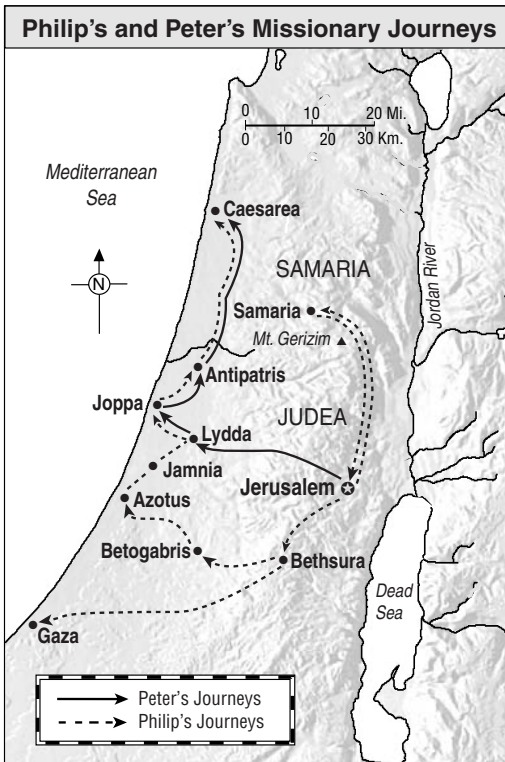 Philip's and Peter's Missionary Journeys
0 20 Mi.
0 10 20 30 Km.
Mediterranean
Sea
Caesarea
N
SAMARIA
Samaria
Mt. Gerizim
Jordan River
Antipatris
Joppa
JUDEA
Lydda
Jamnia
Jerusalem
Azotus
Betogabris
Bethsura
Dead
Sea
Gaza
Peter's Journeys
Philip's Journeys